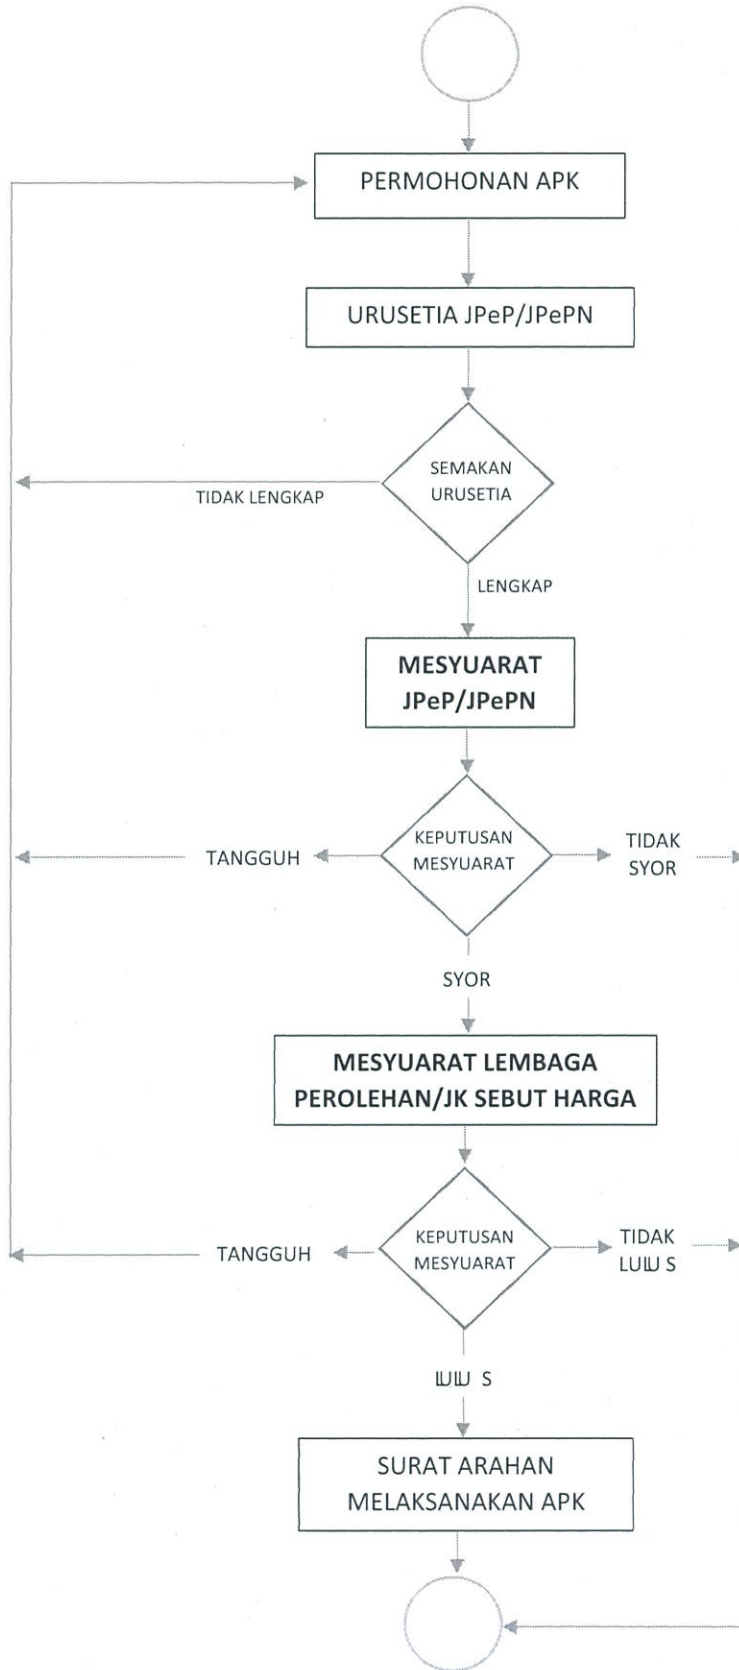 PERMOHONAN APK
URUSETIA JPeP/JPePN
SEMAKAN
URUSETIA
TIDAK LENGKAP
LENGKAP
MESYUARAT
JPeP/JPePN
KEPUTUSAN
MESYUARAT
TANGGUH
TIDAK
SYOR
SYOR
MESYUARAT LEMBAGA
PEROLEHAN/JK SEBUT HARGA
KEPUTUSAN
MESYUARAT
TANGGUH
TIDAK
LULUS
LULUS
SURAT ARAHAN
MELAKSANAKAN APK